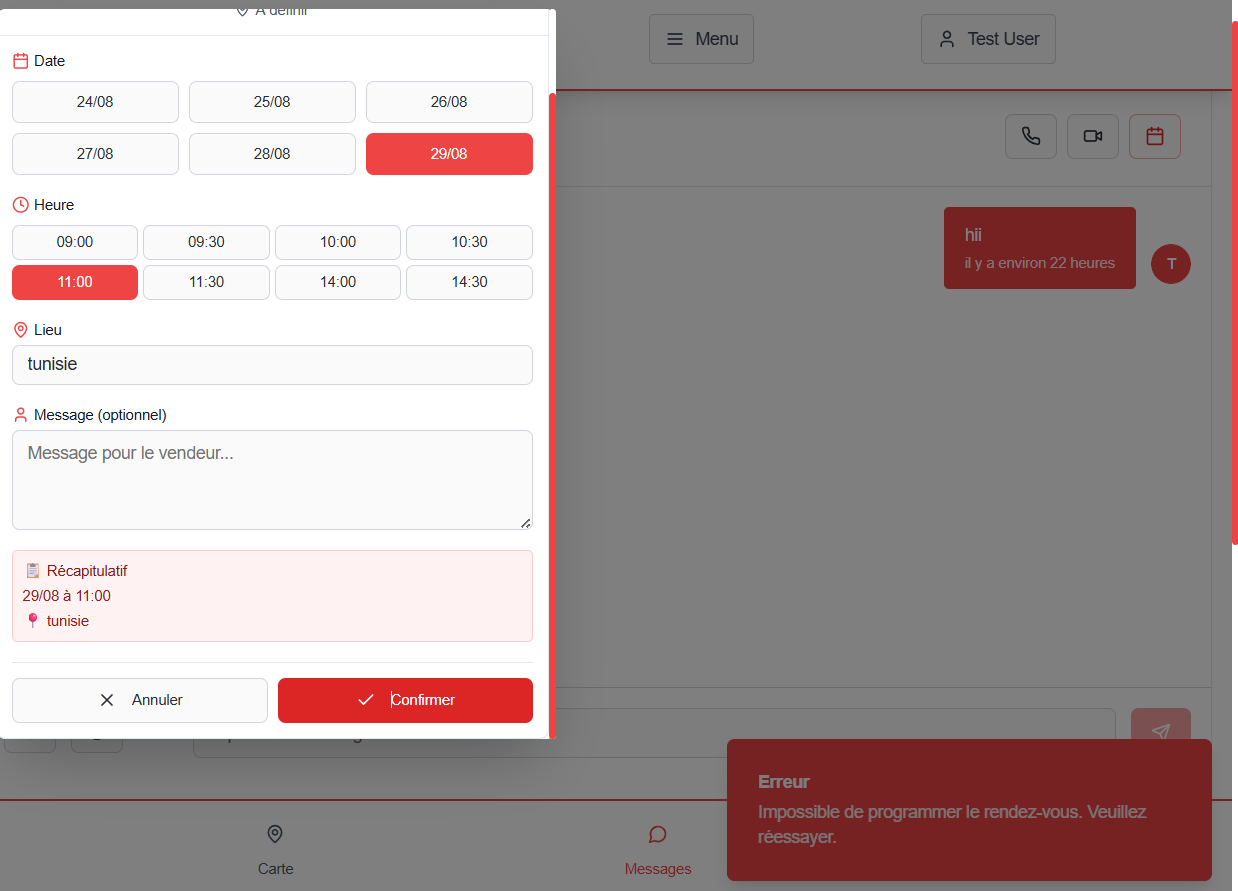 À définir
Menu
Test User
Date
24/08
25/08
26/08
27/08
28/08
29/08
Heure
09:00
09:30
10:00
10:30
11:00
11:30
14:00
14:30
Lieu
tunisie
Message (optionnel)
Message pour le vendeur...
Récapitulatif
29/08 à 11:00
tunisie
Annuler
Confirmer
hii
il y a environ 22 heures
T
Erreur
Impossible de programmer le rendez-vous. Veuillez
réessayer.
Carte
Messages